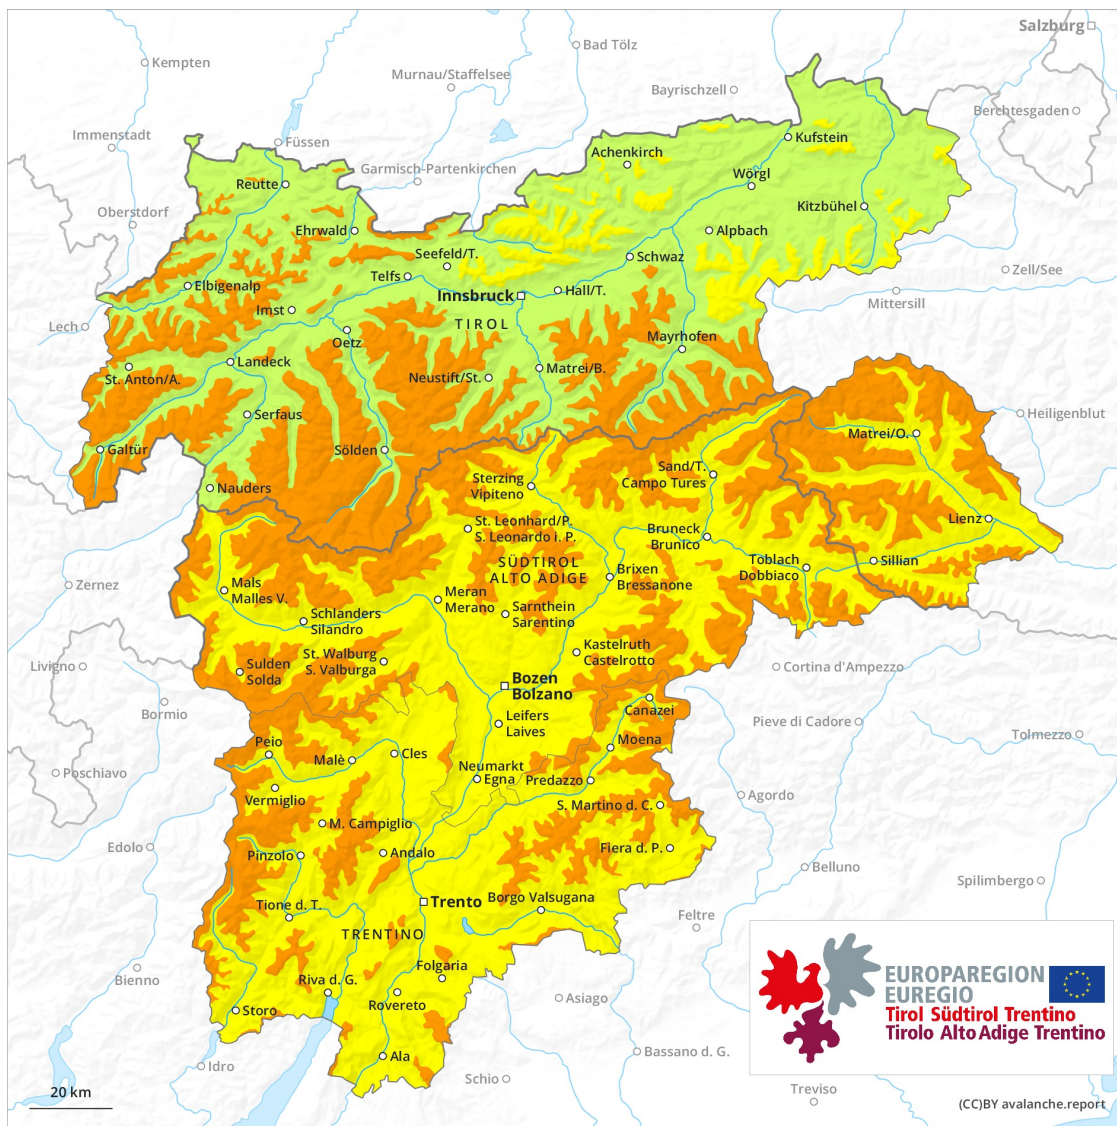 Salzburg
Bad Tölz
Kempten
Murnau/Staffelsee
Bayrischzell
Berchtesgaden
Immenstadt
Füssen
Kufstein
Achenkirch
Garmisch-Partenkirchen
Wörgl
Reutte
Oberstdorf
Kitzbühel
Ehrwald
Alpbach
Seefeld/T.
Schwaz
Telfs
Zell/See
Elbigenalp
Hall/T.
Innsbruck
Mittersill
Imst
TIROL
Lech
Oetz
Mayrhofen
Landeck
Matrei/B.
St. Anton/A.
Neustift/St.
Serfaus
Heiligenblut
Matrei/O.
Galtür
Sölden
Sand/T.
Campo Tures
Sterzing
Vipiteno
Nauders
Lienz
St. Leonhard/P.
S. Leonardo i. P.
Bruneck
Brunico
SÜDTIROL
ALTO ADIGE
Toblach
Dobbiaco
Sillian
Brixen
Bressanone
Zernez
Mals
Malles V.
Meran
Merano
Sarnthein
Sarentino
Schlanders
Silandro
Kastelruth
Castelrotto
St. Walburg
S. Valburga
Livigno
Sulden
Solda
Cortina d'Ampezzo
Bozen
Bolzano
Canazei
Bormio
Leifers
Laives
Pieve di Cadore
Tolmezzo
Moena
Peio
Cles
Malè
Poschiavo
Neumarkt
Egna
Predazzo
Vermiglio
Agordo
S. Martino d. C.
M. Campiglio
Edolo
Pinzolo
Andalo
Fiera d. P.
Belluno
Spilimbergo
Borgo Valsugana
Trento
Tione d. T.
Feltre
TRENTINO
Bienno
Folgaria
Riva d. G.
Rovereto
Asiago
Storo
Bassano d. G.
Ala
Idro
Schio
Treviso
EUROPAREGION
EUREGIO
Tirol Südtirol Trentino
Tirolo Alto Adige Trentino
20 km
(CC)BY avalanche.report